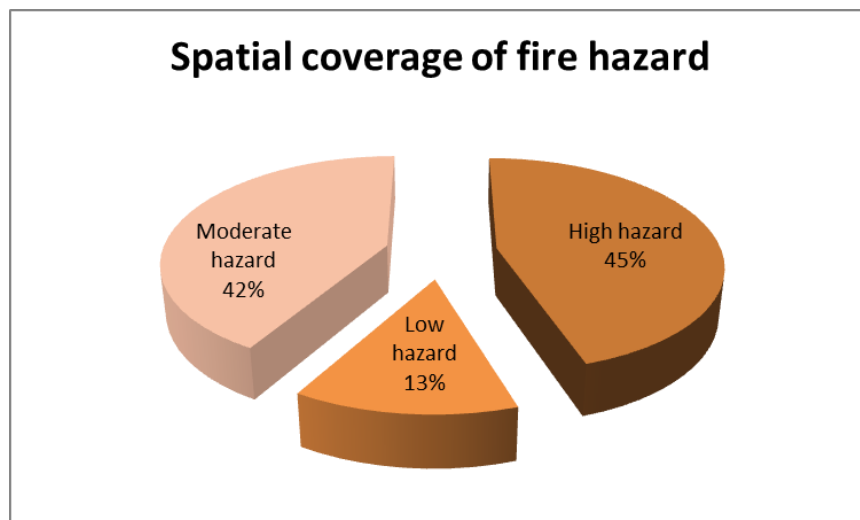 Spatial coverage of fire hazard
Moderate
hazard
42%
High hazard
45%
Low
hazard
13%